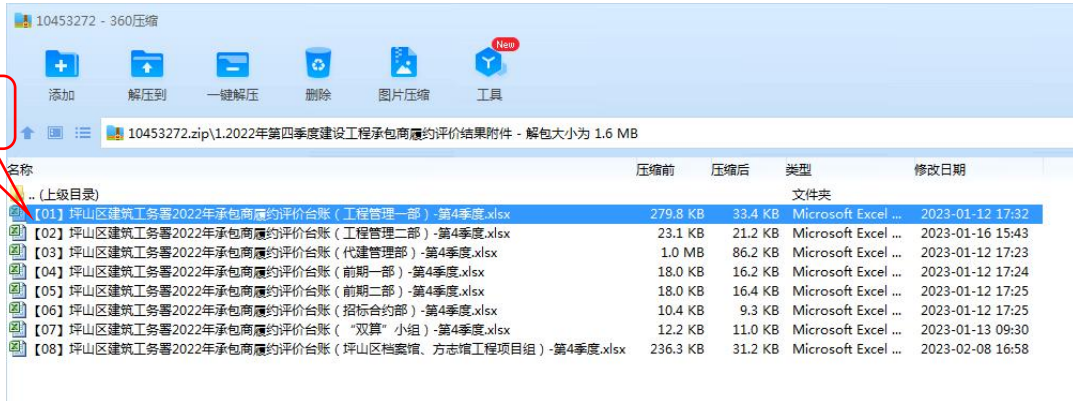 10453272 - 360压缩
New
添加 解压到 一键解压 删除 图片压缩 工具
10453272.zip\1.2022年第四季度建设工程承包商履约评价结果附件 - 解包大小为 1.6 MB
名称 压缩前 压缩后 类型 修改日期
.. (上级目录) 文件夹
【01】坪山区建筑工务署2022年承包商履约评价台账(工程管理一部)-第4季度.xlsx 279.8 KB 33.4 KB Microsoft Excel ... 2023-01-12 17:32
【02】坪山区建筑工务署2022年承包商履约评价台账(工程管理二部)-第4季度.xlsx 23.1 KB 21.2 KB Microsoft Excel ... 2023-01-16 15:43
【03】坪山区建筑工务署2022年承包商履约评价台账(代建管理部)-第4季度.xlsx 1.0 MB 86.2 KB Microsoft Excel ... 2023-01-12 17:23
【04】坪山区建筑工务署2022年承包商履约评价台账(前期一部)-第4季度.xlsx 18.0 KB 16.2 KB Microsoft Excel ... 2023-01-12 17:24
【05】坪山区建筑工务署2022年承包商履约评价台账(前期二部)-第4季度.xlsx 18.0 KB 16.4 KB Microsoft Excel ... 2023-01-12 17:25
【06】坪山区建筑工务署2022年承包商履约评价台账(招标合约部)-第4季度.xlsx 10.4 KB 9.3 KB Microsoft Excel ... 2023-01-12 17:25
【07】坪山区建筑工务署2022年承包商履约评价台账(“双算”小组)-第4季度.xlsx 12.2 KB 11.0 KB Microsoft Excel ... 2023-01-13 09:30
【08】坪山区建筑工务署2022年承包商履约评价台账(坪山区档案馆、方志馆工程项目组)-第4季度.xlsx 236.3 KB 31.2 KB Microsoft Excel ... 2023-02-08 16:58